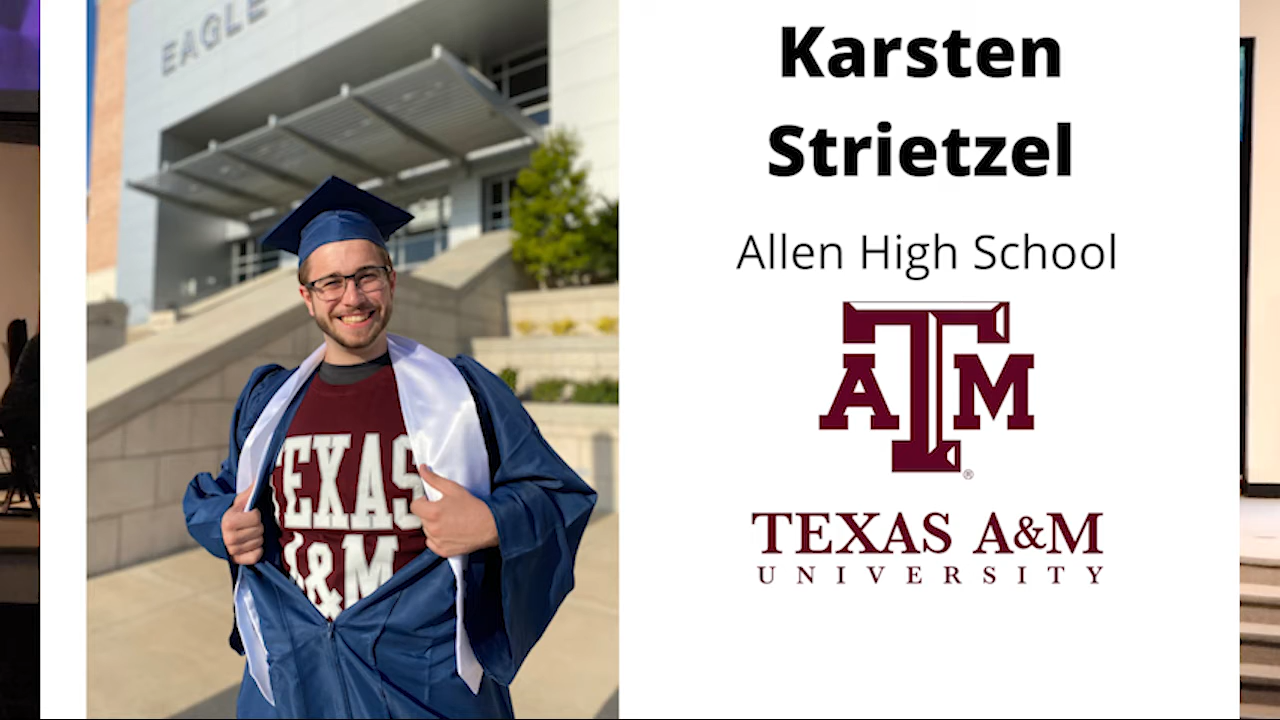 EAGLE
Karsten
Strietzel
Allen High School
TEXAS
A&M
ATM
®
TEXAS A&M
UNIVERSITY